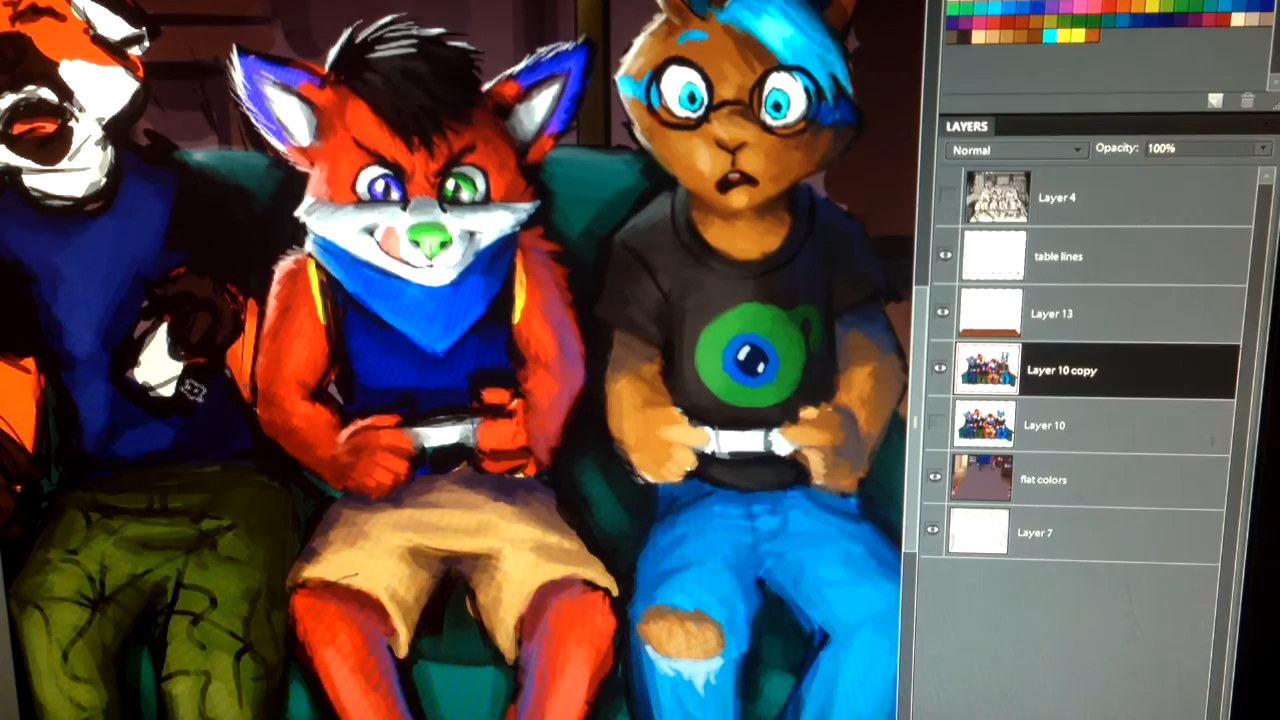 LAYERS
Normal
Opacity: 100%
Layer 4
table lines
Layer 13
Layer 10 copy
Layer 10
flat colors
Layer 7